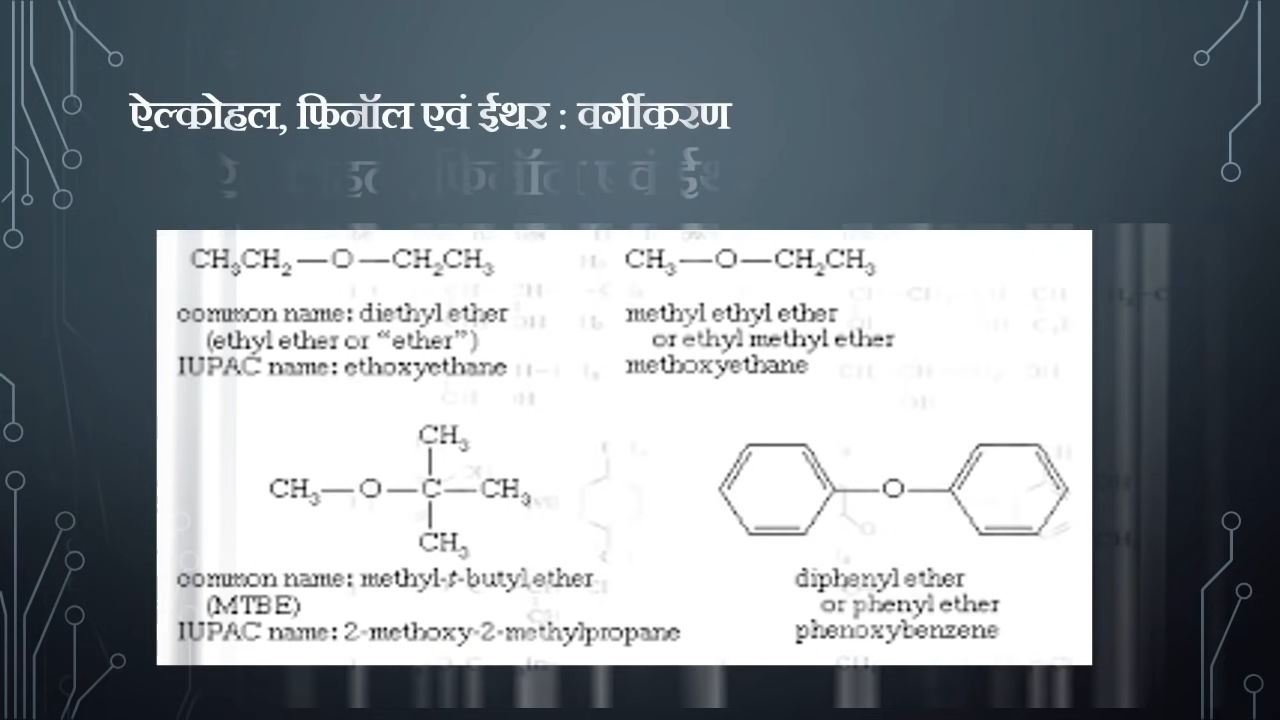 ऐल्कोहल, फिनॉल एवं ईथर : वर्गीकरण
CH₃CH₂—O—CH₂CH₃
common name: diethyl ether
(ethyl ether or “ether”)
IUPAC name: ethoxyethane
CH₃—O—CH₂CH₃
methyl ethyl ether
or ethyl methyl ether
methoxyethane
CH₃
CH₃—O—C—CH₃
CH₃
common name: methyl-t-butyl ether
(MTBE)
IUPAC name: 2-methoxy-2-methylpropane
O
diphenyl ether
or phenyl ether
phenoxybenzene